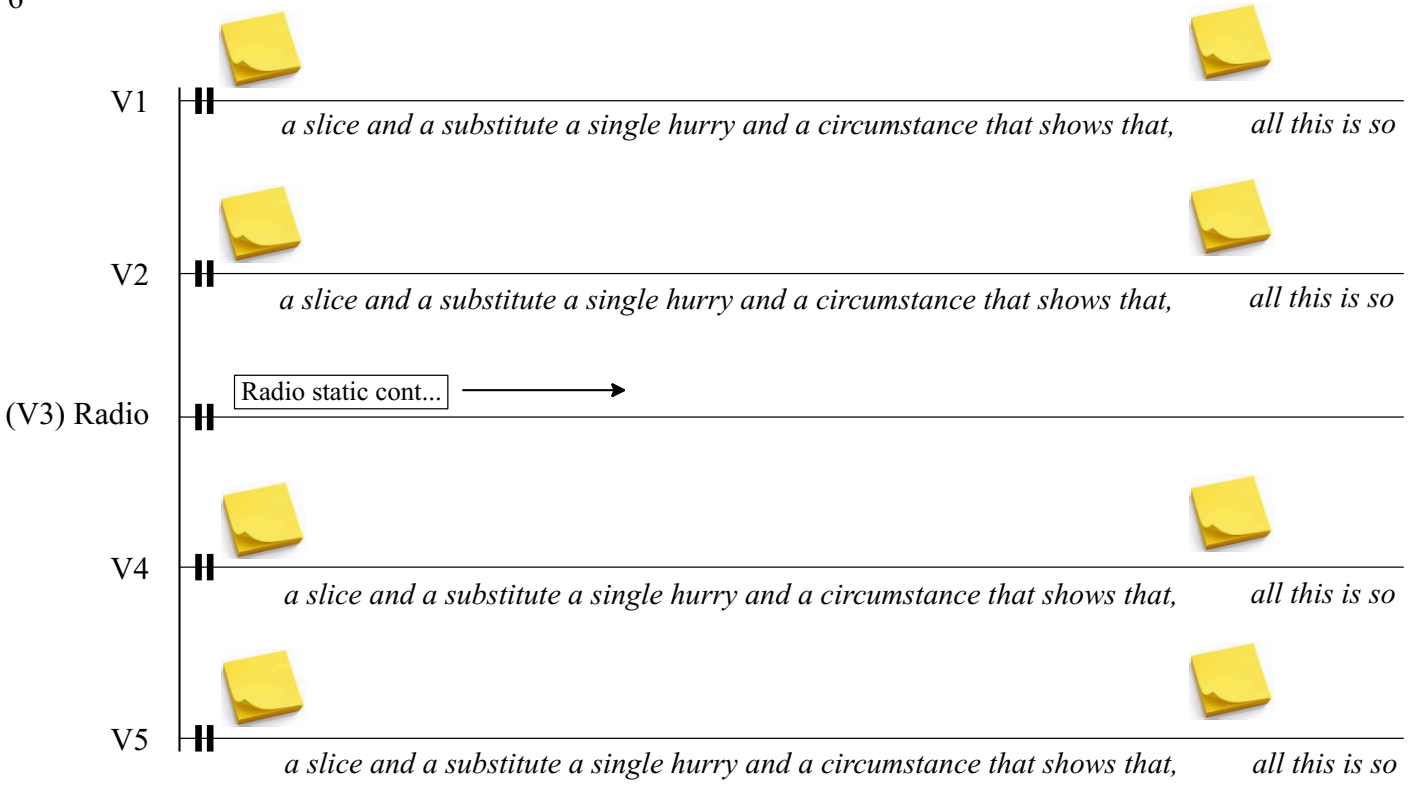 6
V1
a slice and a substitute a single hurry and a circumstance that shows that, all this is so
V2
a slice and a substitute a single hurry and a circumstance that shows that, all this is so
Radio static cont...
(V3) Radio
V4
a slice and a substitute a single hurry and a circumstance that shows that, all this is so
V5
a slice and a substitute a single hurry and a circumstance that shows that, all this is so